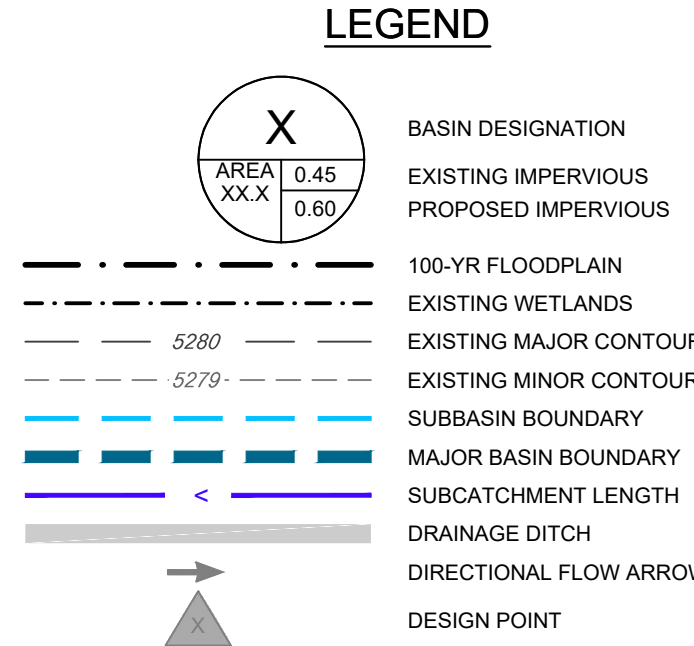 LEGEND
X
BASIN DESIGNATION
AREA 0.45 EXISTING IMPERVIOUS
XX.X 0.60 PROPOSED IMPERVIOUS
100-YR FLOODPLAIN
EXISTING WETLANDS
5280 EXISTING MAJOR CONTOUR
5279 EXISTING MINOR CONTOUR
SUBBASIN BOUNDARY
MAJOR BASIN BOUNDARY
< SUBCATCHMENT LENGTH
DRAINAGE DITCH
DIRECTIONAL FLOW ARROW
X DESIGN POINT